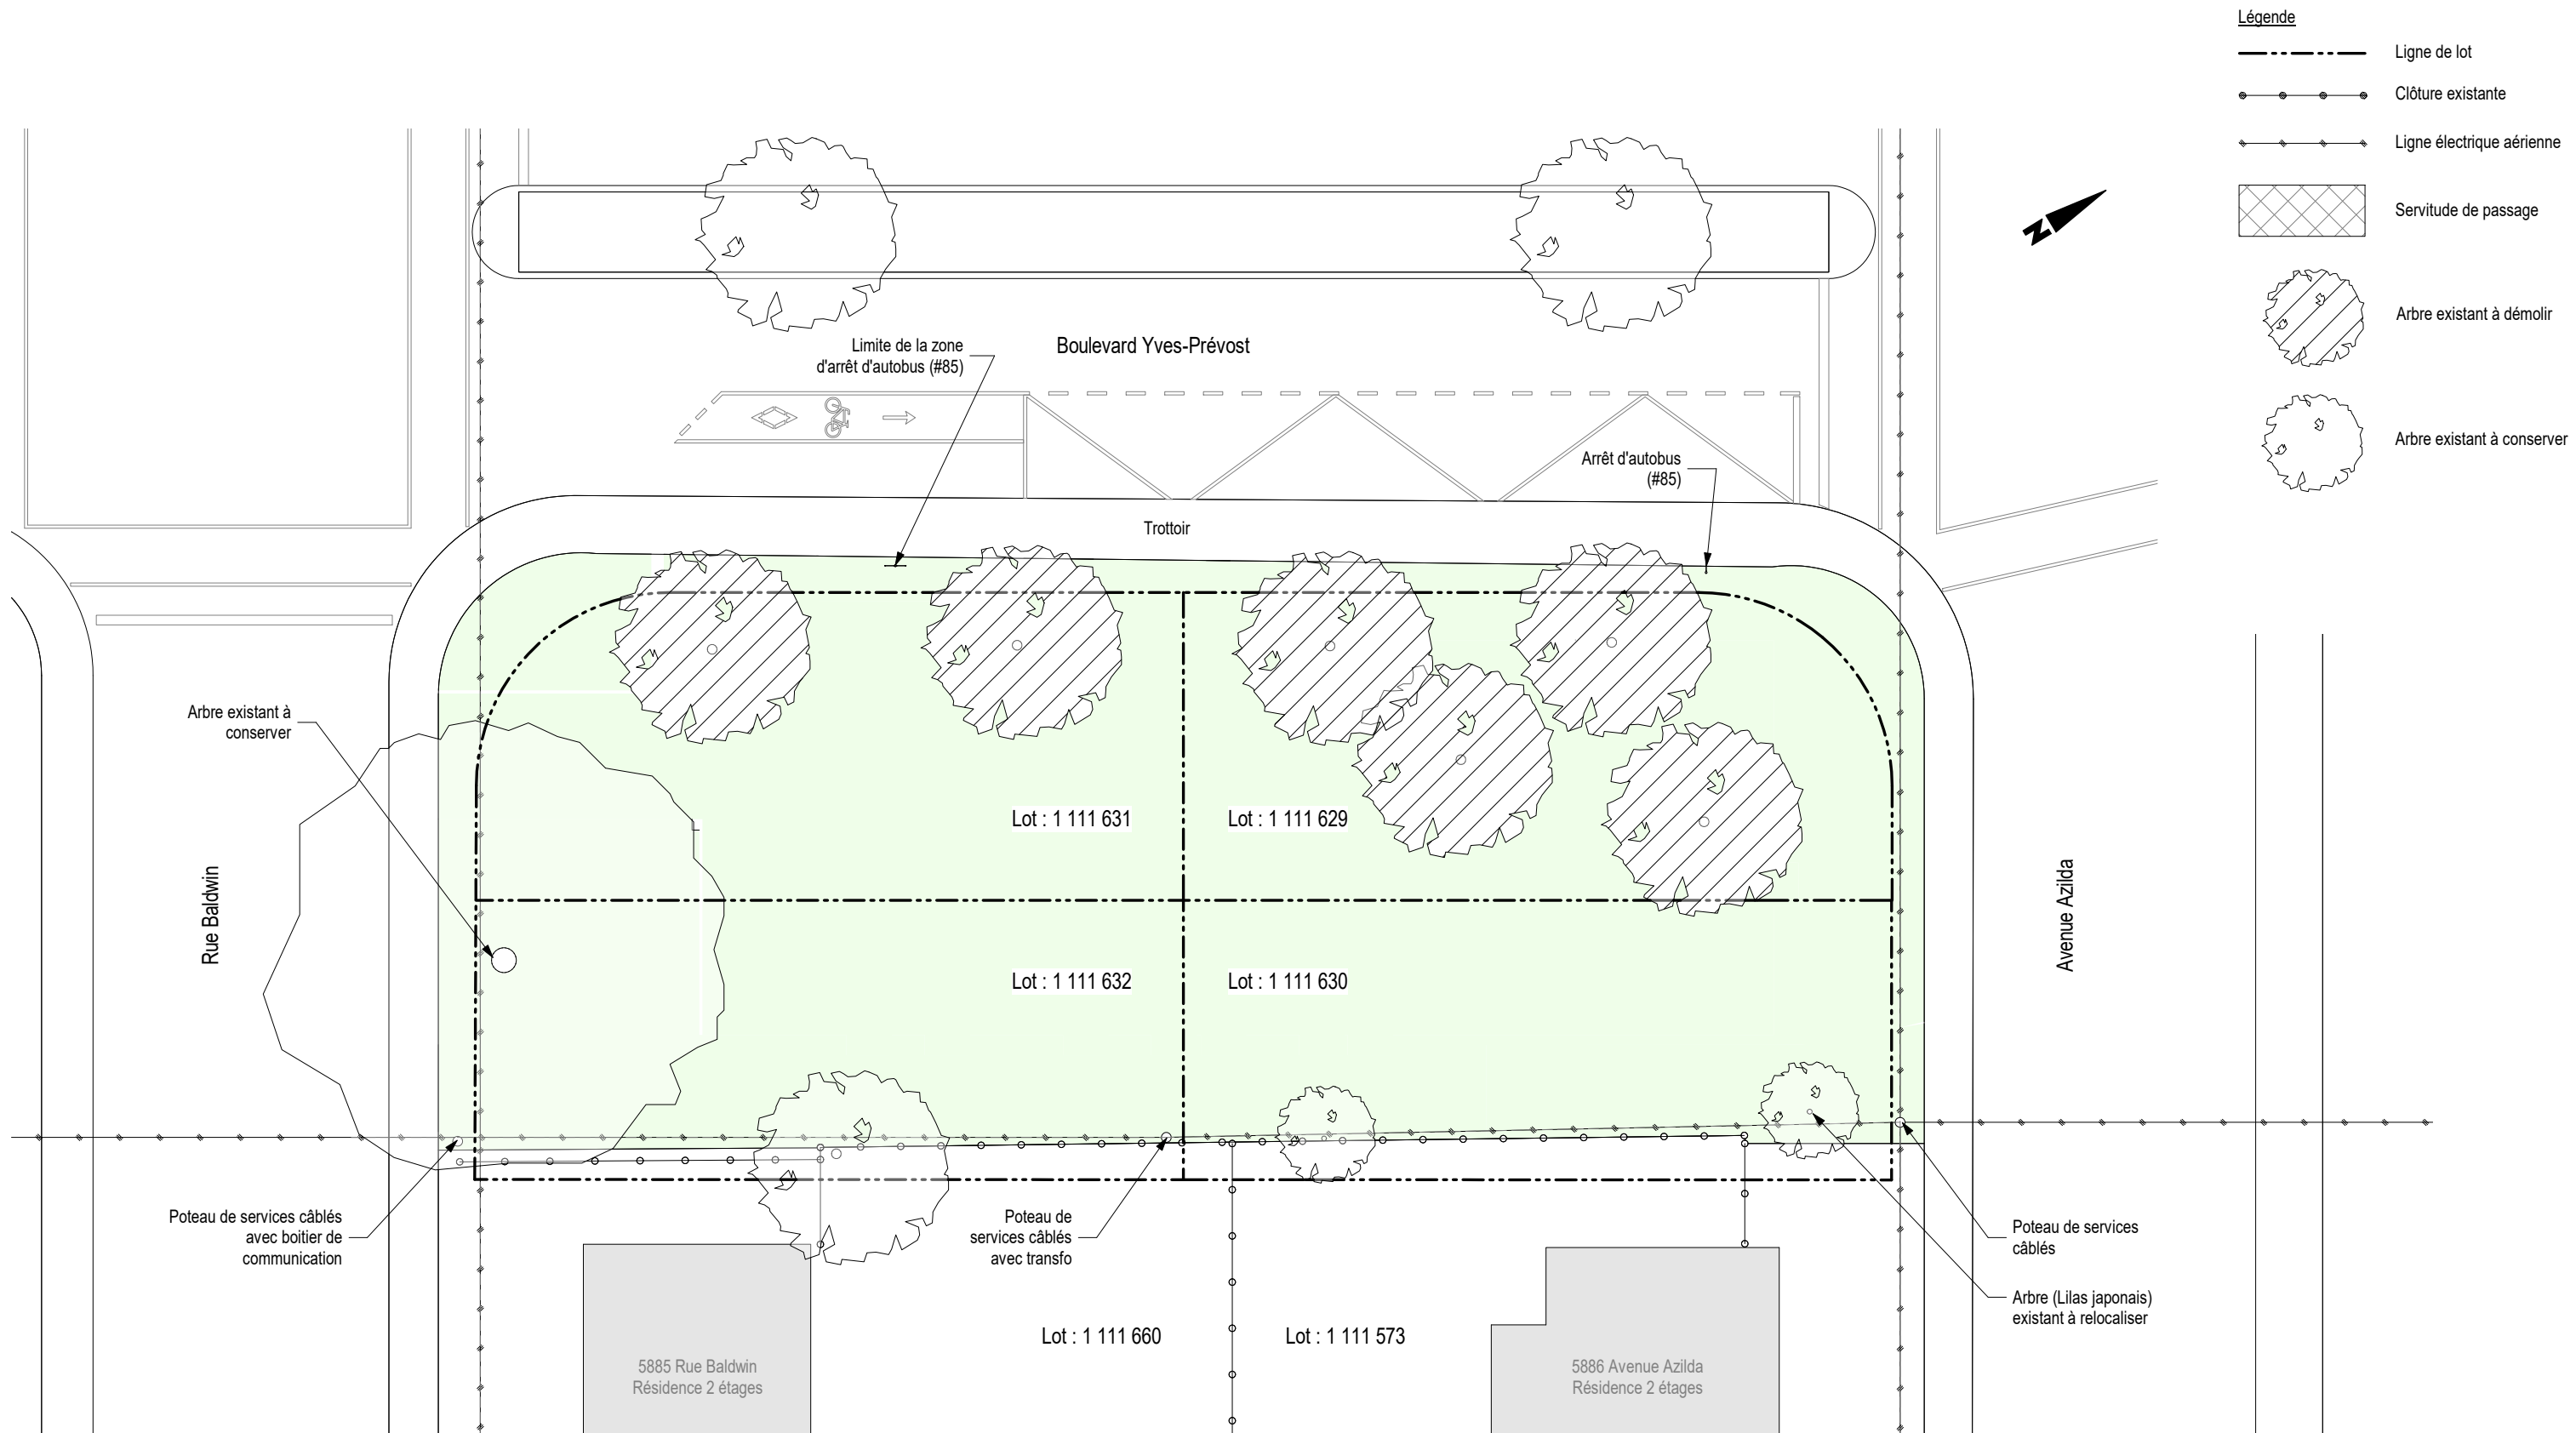 Légende
Ligne de lot
Clôture existante
Ligne électrique aérienne
Servitude de passage
Arbre existant à démolir
Arbre existant à conserver
N
Limite de la zone
d'arrêt d'autobus (#85)
Boulevard Yves-Prévost
Arrêt d'autobus
(#85)
Trottoir
Arbre existant à
conserver
Lot : 1 111 631
Lot : 1 111 629
Rue Baldwin
Avenue Azilda
Lot : 1 111 632
Lot : 1 111 630
Poteau de services câblés
avec boitier de
communication
Poteau de
services câblés
avec transfo
Poteau de services
câblés
Arbre (Lilas japonais)
existant à relocaliser
Lot : 1 111 660
Lot : 1 111 573
5885 Rue Baldwin
Résidence 2 étages
5886 Avenue Azilda
Résidence 2 étages